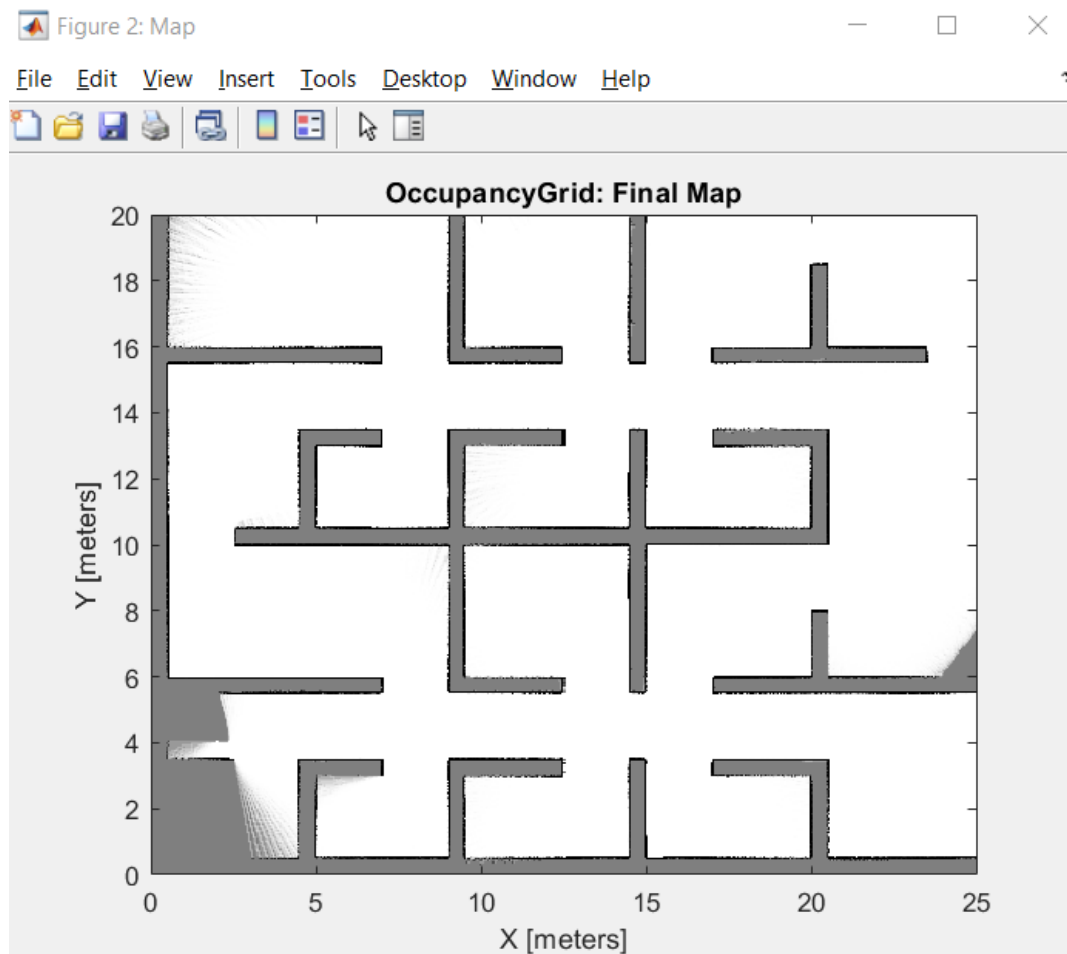 Figure 2: Map
File Edit View Insert Tools Desktop Window Help
OccupancyGrid: Final Map
20
18
16
14
12
10
8
6
4
2
0
Y [meters]
0 5 10 15 20 25
X [meters]